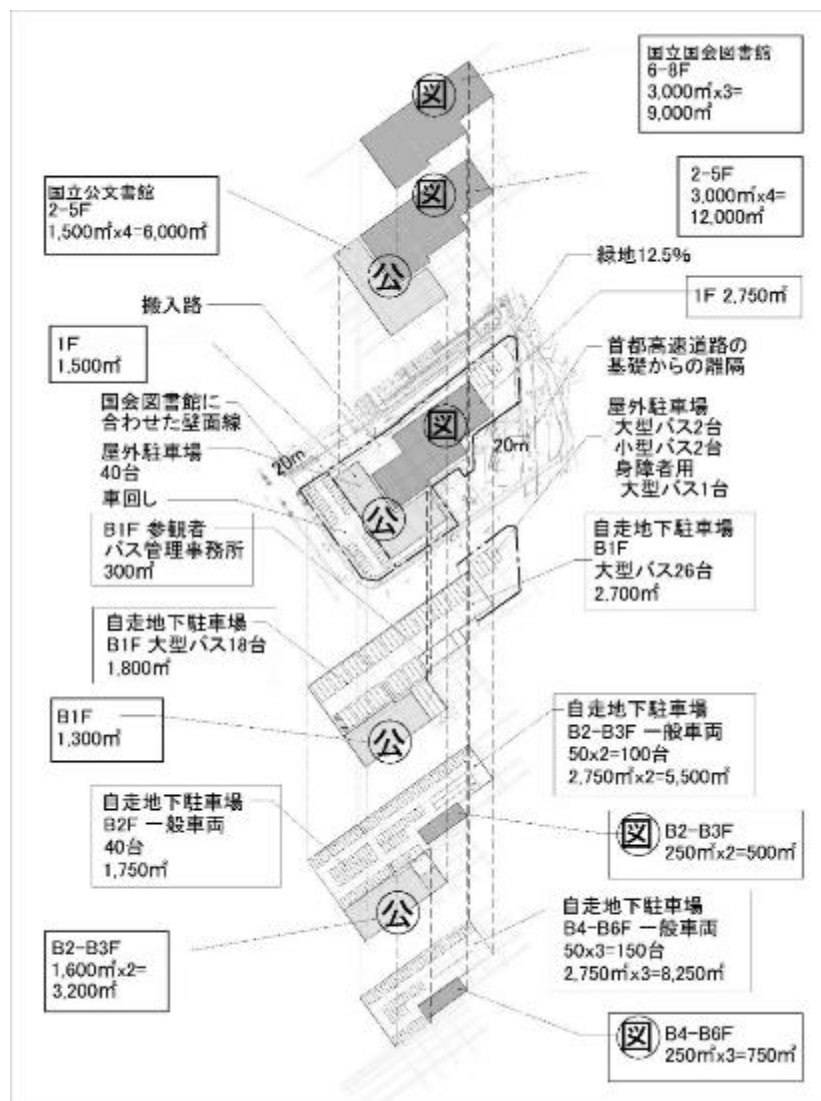 国立国会図書館
6-8F
3,000㎡x3=
9,000㎡
図
図
2-5F
3,000㎡x4=
12,000㎡
国立公文書館
2-5F
1,500㎡x4=6,000㎡
公
緑地12.5%
1F 2,750㎡
搬入路
1F
1.500㎡
首都高速道路の
基礎からの離隔
国会図書館に
合わせた壁面線
屋外駐車場
40台
車回し
20m
図
20m
公
屋外駐車場
大型バス2台
小型バス2台
身障者用
大型バス1台
B1F 参観者
バス管理事務所
300㎡
自走地下駐車場
B1F
大型バス26台
2,700㎡
自走地下駐車場
B1F 大型バス18台
1,800㎡
B1F
1,300㎡
公
自走地下駐車場
B2-B3F 一般車両
50x2=100台
2,750㎡x2=5,500㎡
自走地下駐車場
B2F 一般車両
40台
1,750㎡
図 B2-B3F
250㎡x2=500㎡
公
自走地下駐車場
B4-B6F 一般車両
50x3=150台
2,750㎡x3=8,250㎡
B2-B3F
1,600㎡x2=
3,200㎡
図 B4-B6F
250㎡x3=750㎡